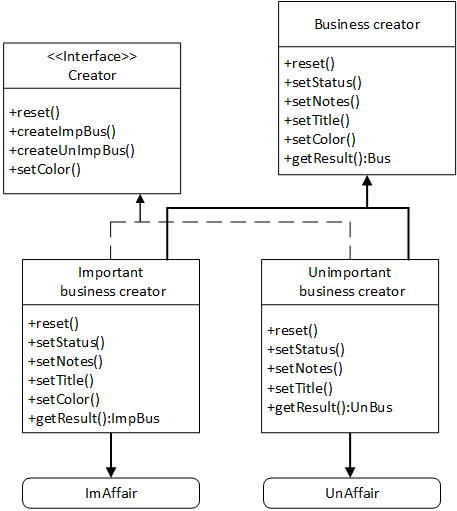 Business creator
+reset()
+setStatus()
+setNotes()
+setTitle()
+setColor()
+getResult():Bus
<<Interface>>
Creator
+reset()
+createImpBus()
+createUnImpBus()
+setColor()
Important
business creator
+reset()
+setStatus()
+setNotes()
+setTitle()
+setColor()
+getResult():ImpBus
Unimportant
business creator
+reset()
+setStatus()
+setNotes()
+setTitle()
+getResult():UnBus
ImAffair
UnAffair